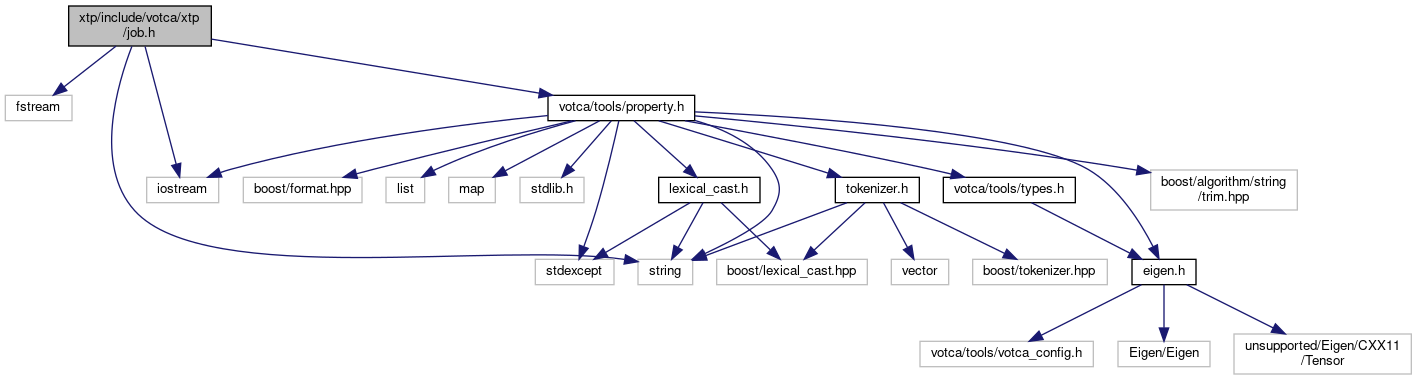 xtp/include/votca/xtp
/job.h
fstream
votca/tools/property.h
iostream
boost/format.hpp
list
map
stdlib.h
lexical_cast.h
tokenizer.h
votca/tools/types.h
boost/algorithm/string
/trim.hpp
stdexcept
string
boost/lexical_cast.hpp
vector
boost/tokenizer.hpp
eigen.h
votca/tools/votca_config.h
Eigen/Eigen
unsupported/Eigen/CXX11
/Tensor